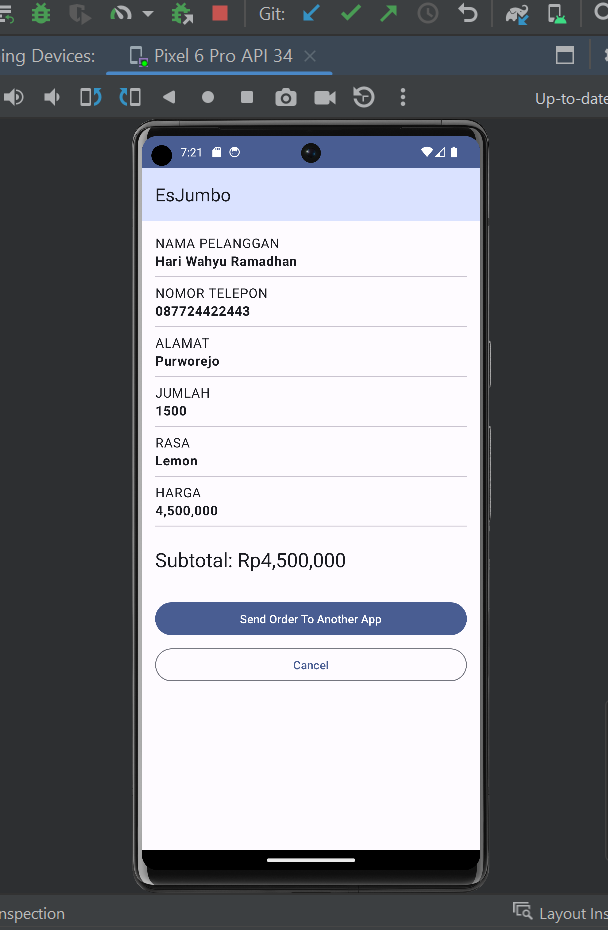 Git:
ing Devices:
Pixel 6 Pro API 34
Up-to-date
7:21
EsJumbo
NAMA PELANGGAN
Hari Wahyu Ramadhan
NOMOR TELEPON
087724422443
ALAMAT
Purworejo
JUMLAH
1500
RASA
Lemon
HARGA
4,500,000
Subtotal: Rp4,500,000
Send Order To Another App
Cancel
nspection
Layout Ins